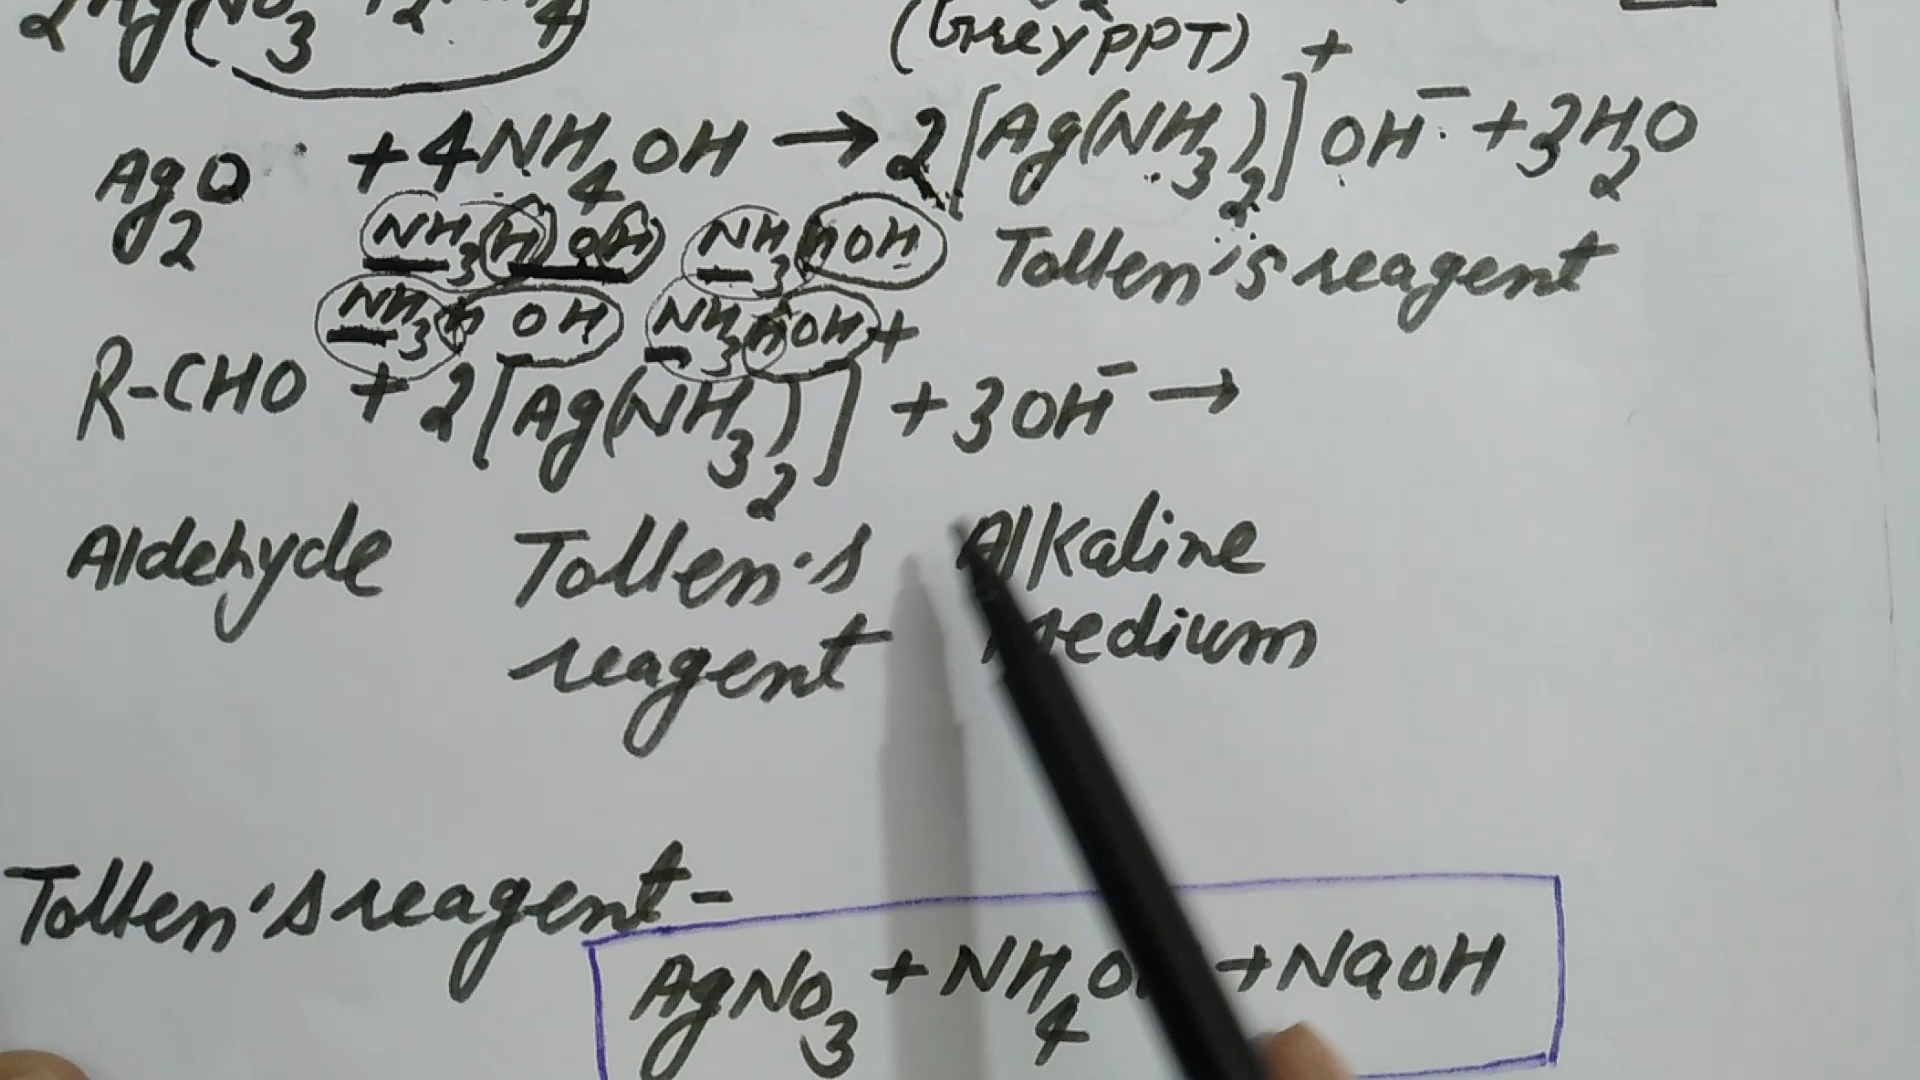 (Grey PPT)
Ag2O + 4NH4OH → 2[Ag(NH3)2]+ OH− + 3H2O
NH3 H OH NH3 HOH Tollen's reagent
NH3 H OH NH3 HOH
R-CHO + 2[Ag(NH3)2]+ + 3OH− →
Aldehyde Tollen's Alkaline
reagent medium
Tollen's reagent -
AgNO3 + NH4OH + NaOH